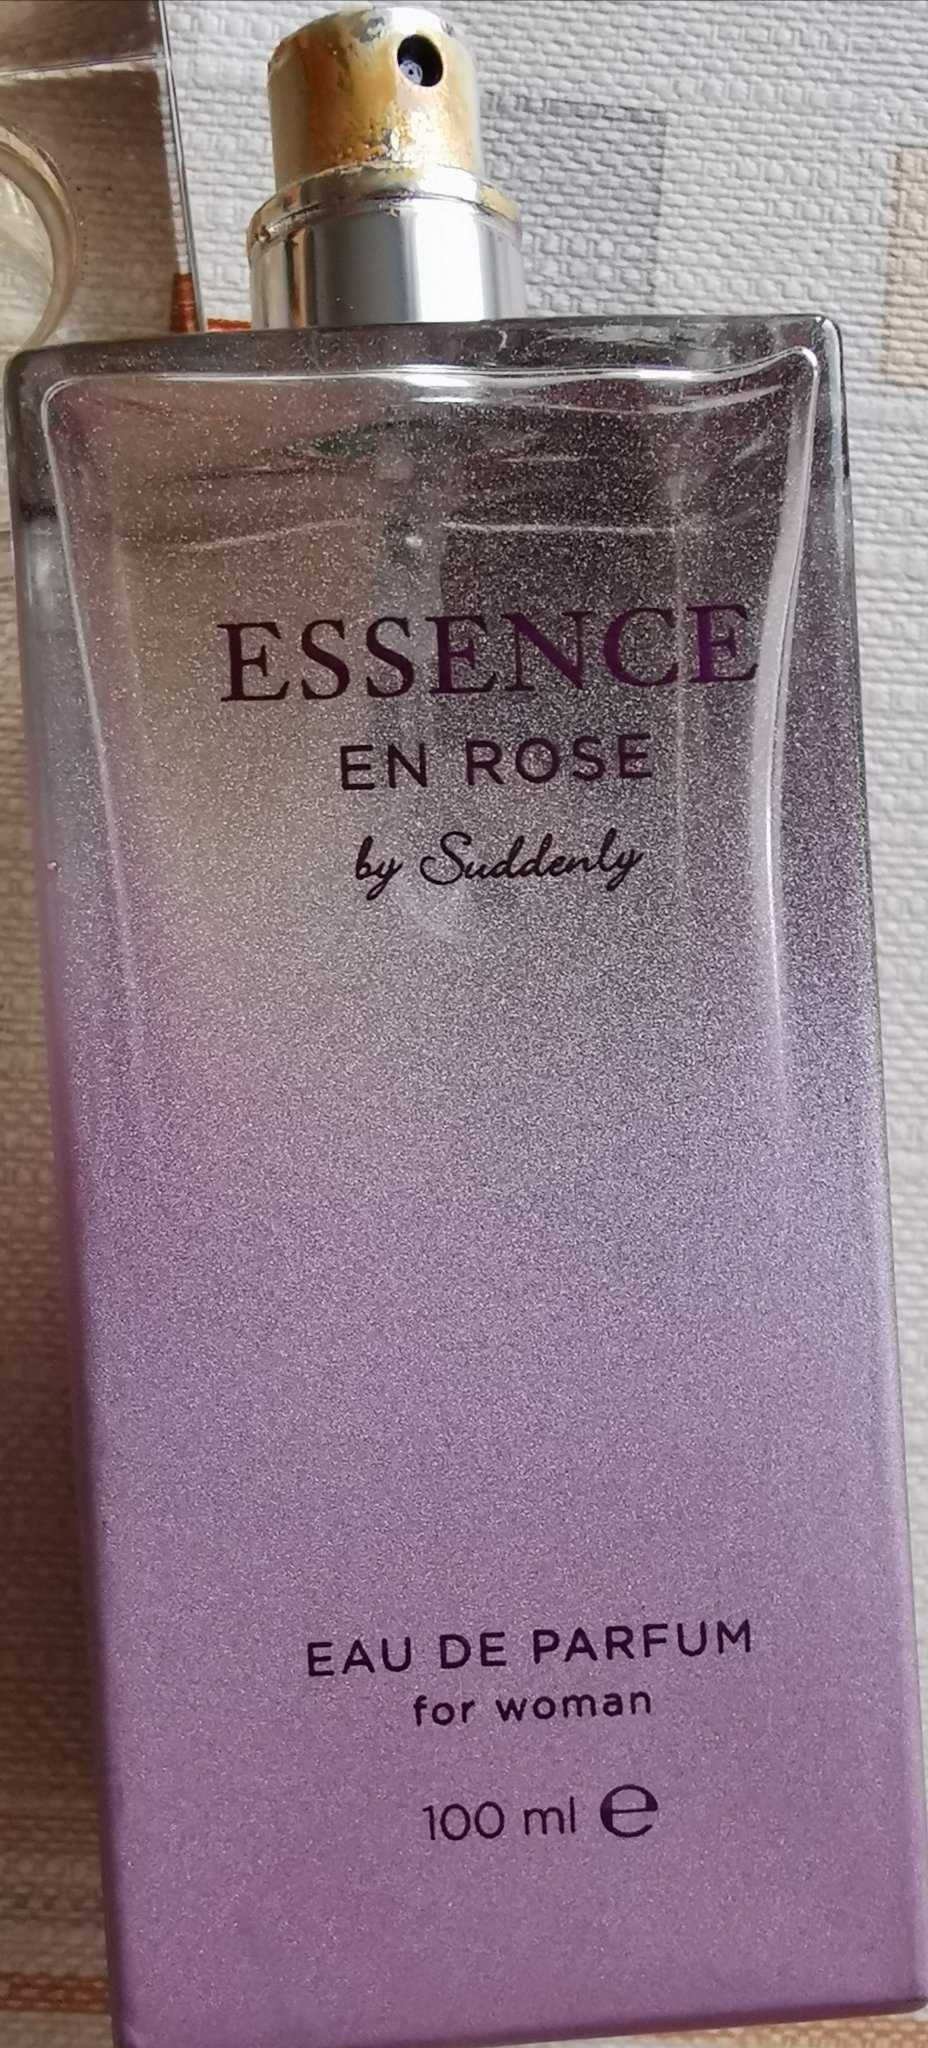 ESSENCE
EN ROSE
by Suddenly
EAU DE PARFUM
for woman
100 ml ℮